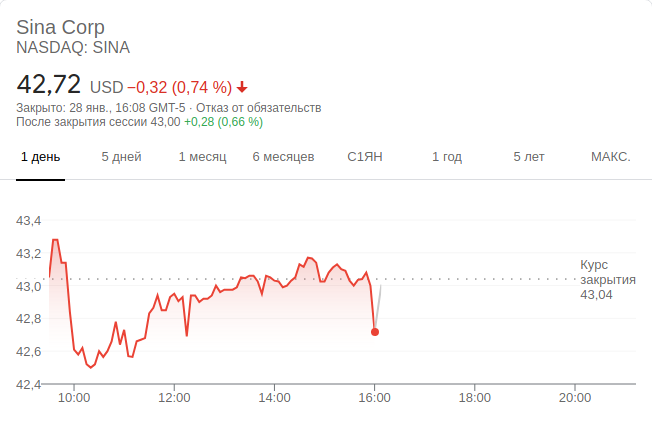 Sina Corp
NASDAQ: SINA
42,72 USD −0,32 (0,74 %)
Закрыто: 28 янв., 16:08 GMT-5 · Отказ от обязательств
После закрытия сессии 43,00 +0,28 (0,66 %)
1 день 5 дней 1 месяц 6 месяцев С1ЯН 1 год 5 лет МАКС.
43,4
43,2
43,0
42,8
42,6
42,4
Курс
закрытия
43,04
10:00 12:00 14:00 16:00 18:00 20:00